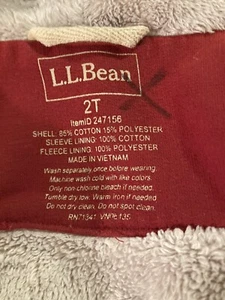 L.L.Bean
2T
ItemID 247156
SHELL: 85% COTTON 15% POLYESTER
SLEEVE LINING: 100% COTTON
FLEECE LINING: 100% POLYESTER
MADE IN VIETNAM
Wash separately once before wearing.
Machine wash cold with like colors.
Only non-chlorine bleach if needed.
Tumble dry low. Warm iron if needed
Do not dry clean. Do not spot clean.
RN71341